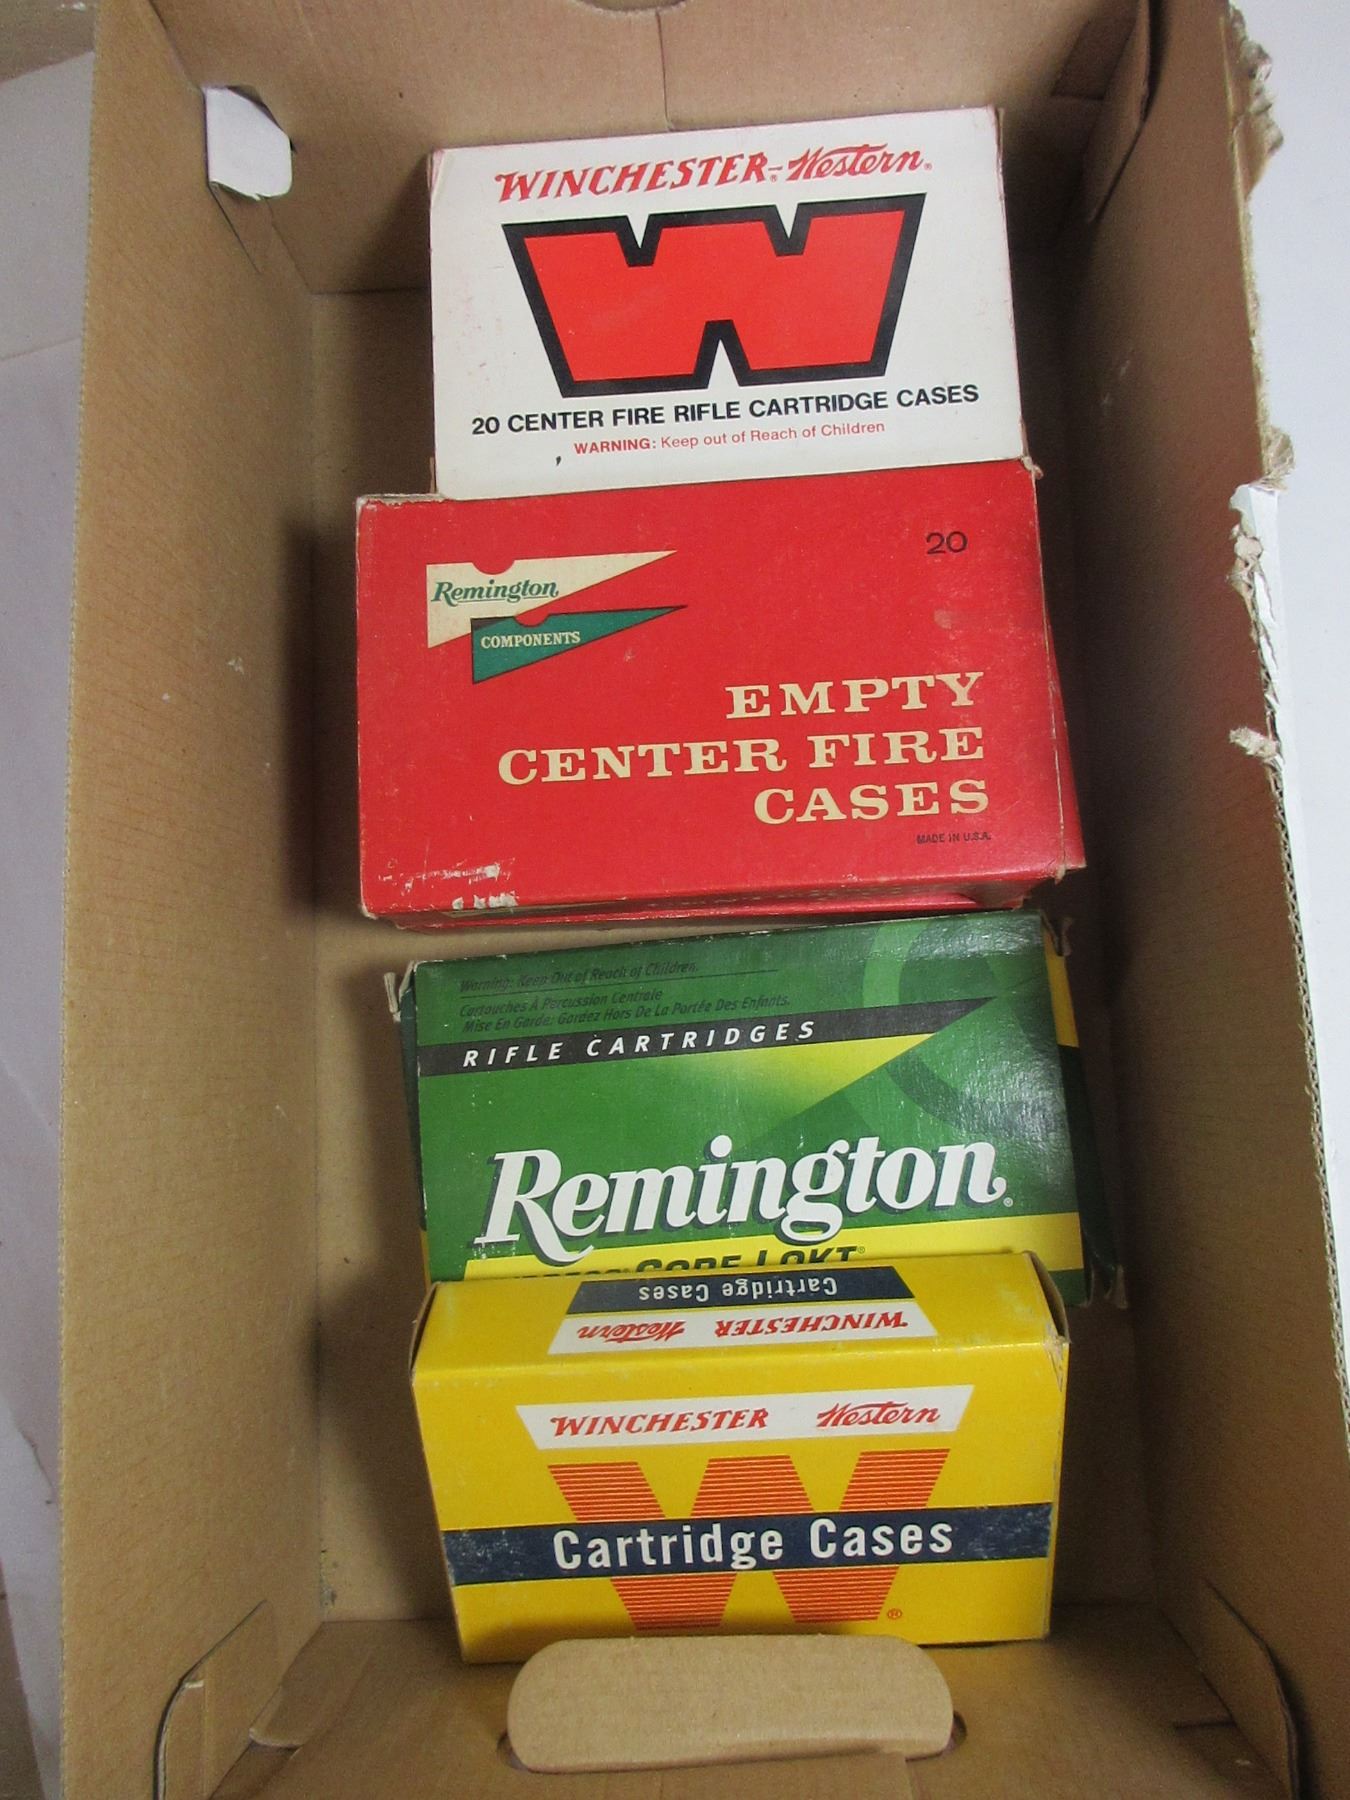 WINCHESTER®-Western®
20 CENTER FIRE RIFLE CARTRIDGE CASES
WARNING: Keep out of Reach of Children
20
Remington
COMPONENTS
EMPTY
CENTER FIRE
CASES
MADE IN U.S.A.
Warning: Keep Out of Reach of Children.
Cartouches À Percussion Centrale
Mise En Garde: Gardez Hors De La Portée Des Enfants.
RIFLE CARTRIDGES
Remington®
CORE-LOKT®
Cartridge Cases
WINCHESTER Western
WINCHESTER Western
W
Cartridge Cases